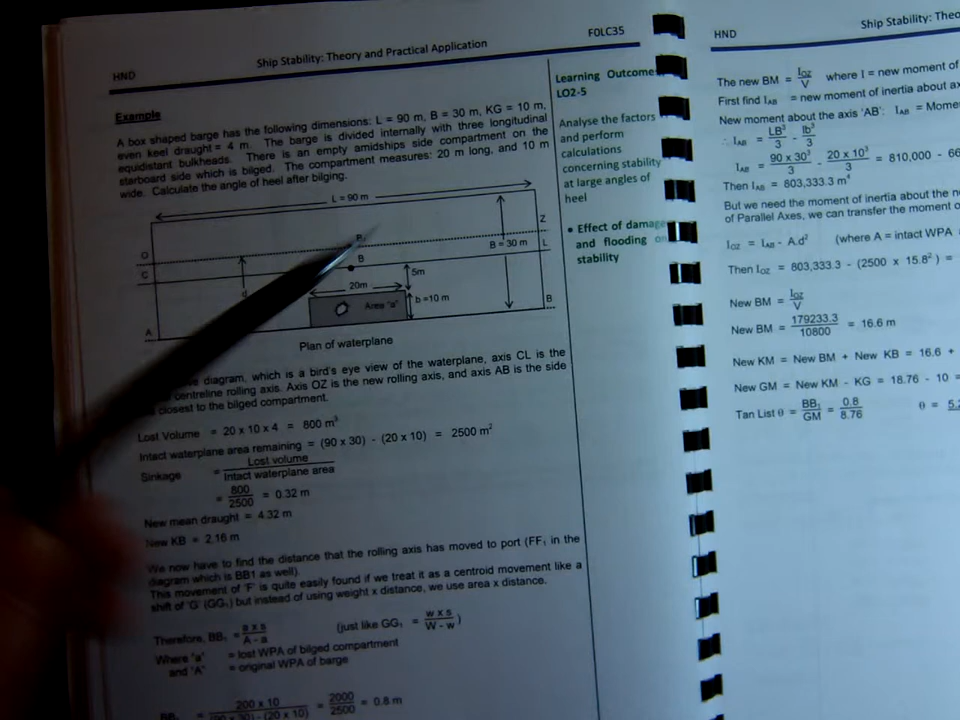 HND
Ship Stability: Theory and Practical Application
F0LC35
Example
A box shaped barge has the following dimensions: L = 90 m, B = 30 m, KG = 10 m,
even keel draught = 4 m. The barge is divided internally with three longitudinal
equidistant bulkheads. There is an empty amidships side compartment on the
starboard side which is bilged. The compartment measures: 20 m long, and 10 m
wide. Calculate the angle of heel after bilging.
L = 90 m
O
Z
C
L
B = 30 m
B
5m
20m
b = 10 m
Area "a"
d
A
B
Plan of waterplane
diagram, which is a bird's eye view of the waterplane, axis CL is the
centreline rolling axis. Axis OZ is the new rolling axis, and axis AB is the side
closest to the bilged compartment.
Lost Volume = 20 x 10 x 4 = 800 m³
Intact waterplane area remaining = (90 x 30) - (20 x 10) = 2500 m²
Sinkage = Lost volume / Intact waterplane area
= 800 / 2500 = 0.32 m
New mean draught = 4.32 m
New KB = 2.16 m
We now have to find the distance that the rolling axis has moved to port (FF₁ in the
diagram which is BB1 as well).
This movement of 'F' is quite easily found if we treat it as a centroid movement like a
shift of 'G' (GG₁) but instead of using weight x distance, we use area x distance.
Therefore, BB₁ = a x s / A - a (just like GG₁ = w x s / W - w)
Where "a" = lost WPA of bilged compartment
and "A" = original WPA of barge
200 x 10 / (90 x 30) - (20 x 10) = 2000 / 2500 = 0.8 m
Learning Outcome
LO2-5
Analyse the factors
and perform
calculations
concerning stability
at large angles of
heel
• Effect of damage
and flooding on
stability
HND
Ship Stability:
The new BM = I_OZ / V where I = new moment of
First find I_AB = new moment of inertia about
New moment about the axis 'AB': I_AB =
∴ I_AB = LB³ / 3 - lb³ / 3
I_AB = 90 x 30³ / 3 - 20 x 10³ / 3 = 810,000 -
Then I_AB = 803,333.3 m⁴
But we need the moment of inertia about the
of Parallel Axes, we can transfer the moment
I_OZ = I_AB - A.d² (where A = intact WPA
Then I_OZ = 803,333.3 - (2500 x 15.8²) =
New BM = I_OZ / V
New BM = 179233.3 / 10800 = 16.6 m
New KM = New BM + New KB = 16.6 +
New GM = New KM - KG = 18.76 - 10 =
Tan List θ = BB₁ / GM = 0.8 / 8.76 θ =